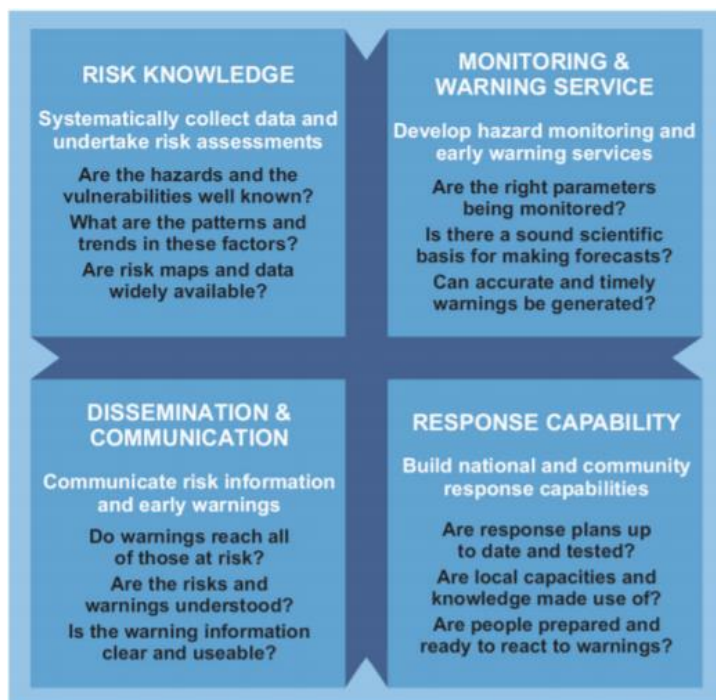 RISK KNOWLEDGE
Systematically collect data and
undertake risk assessments
Are the hazards and the
vulnerabilities well known?
What are the patterns and
trends in these factors?
Are risk maps and data
widely available?
MONITORING &
WARNING SERVICE
Develop hazard monitoring and
early warning services
Are the right parameters
being monitored?
Is there a sound scientific
basis for making forecasts?
Can accurate and timely
warnings be generated?
DISSEMINATION &
COMMUNICATION
Communicate risk information
and early warnings
Do warnings reach all
of those at risk?
Are the risks and
warnings understood?
Is the warning information
clear and useable?
RESPONSE CAPABILITY
Build national and community
response capabilities
Are response plans up
to date and tested?
Are local capacities and
knowledge made use of?
Are people prepared and
ready to react to warnings?